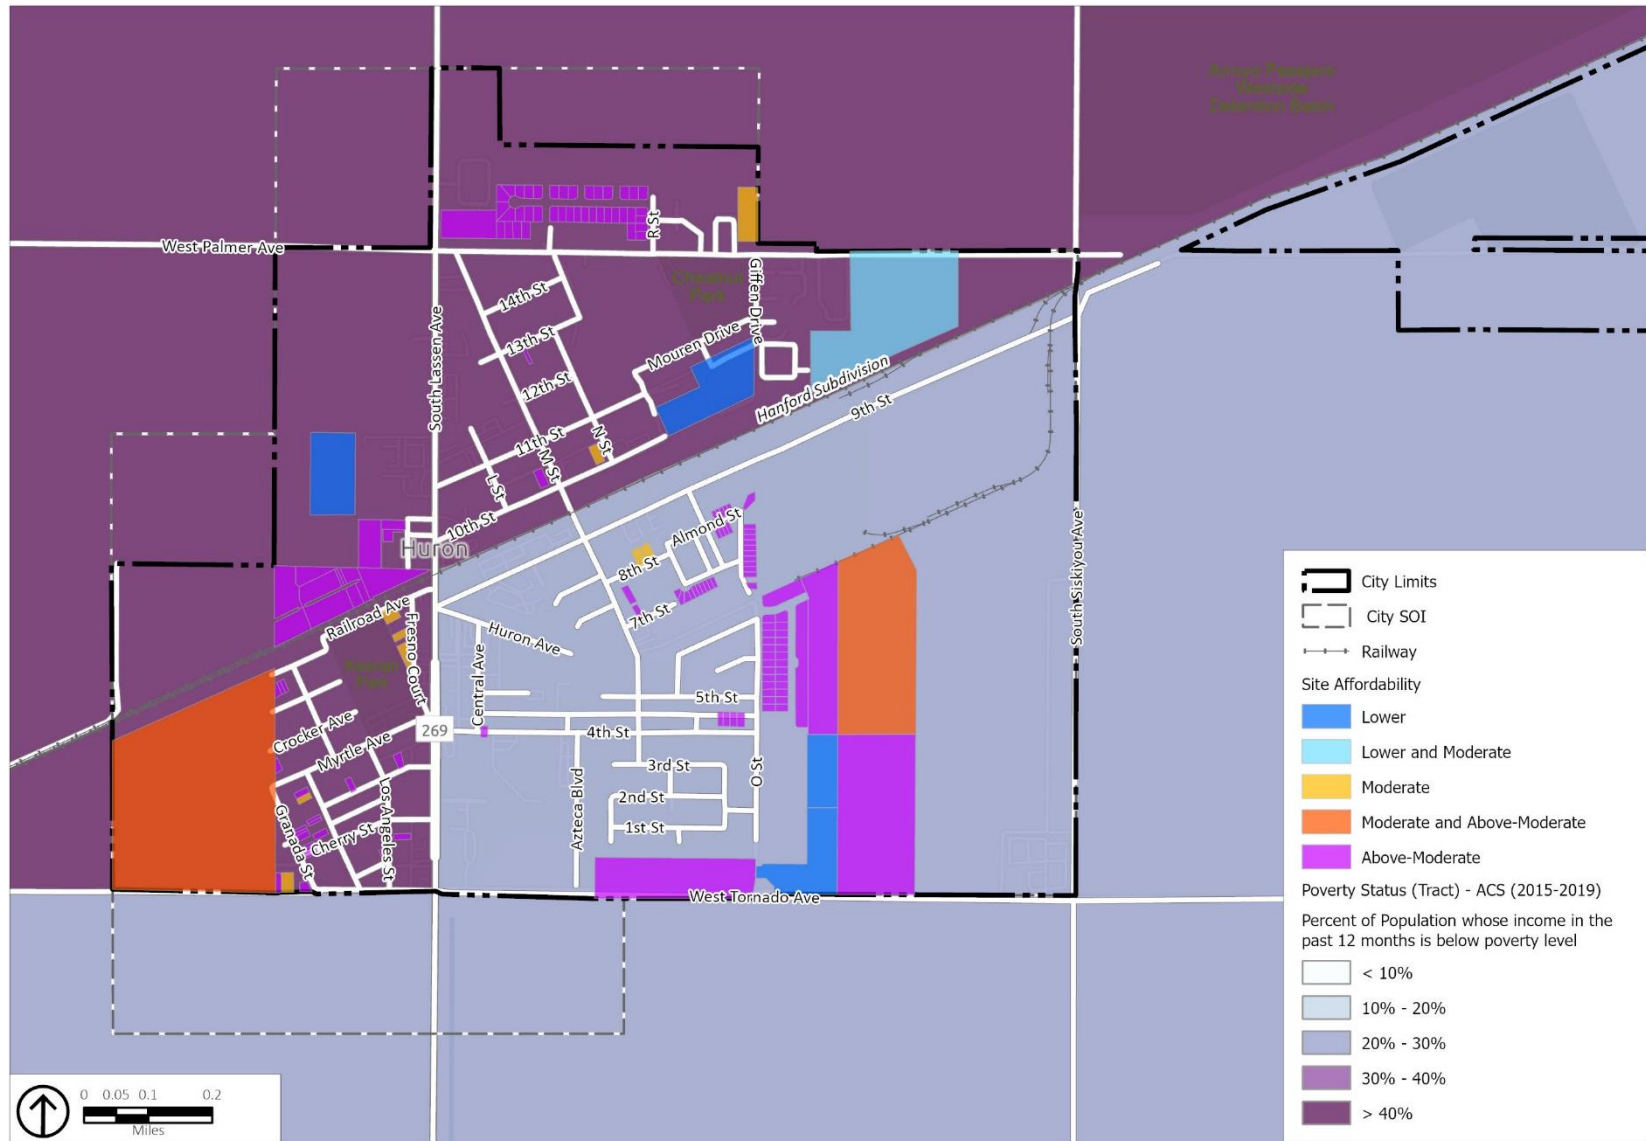 West Palmer Ave
R St
Giffen Drive
14th St
13th St
12th St
Mouren Drive
South Lassen Ave
Hanford Subdivision
9th St
11th St
N St
M St
L St
10th St
Huron
Almond St
8th St
7th St
Railroad Ave
Fresno Court
Huron Ave
Central Ave
South Siskiyou Ave
5th St
269
4th St
Crocker Ave
Myrtle Ave
3rd St
O St
Azteca Blvd
2nd St
1st St
Granada St
Cherry St
Los Angeles St
West Tornado Ave
City Limits
City SOI
Railway
Site Affordability
Lower
Lower and Moderate
Moderate
Moderate and Above-Moderate
Above-Moderate
Poverty Status (Tract) - ACS (2015-2019)
Percent of Population whose income in the
past 12 months is below poverty level
< 10%
10% - 20%
20% - 30%
30% - 40%
> 40%
0 0.05 0.1 0.2
Miles